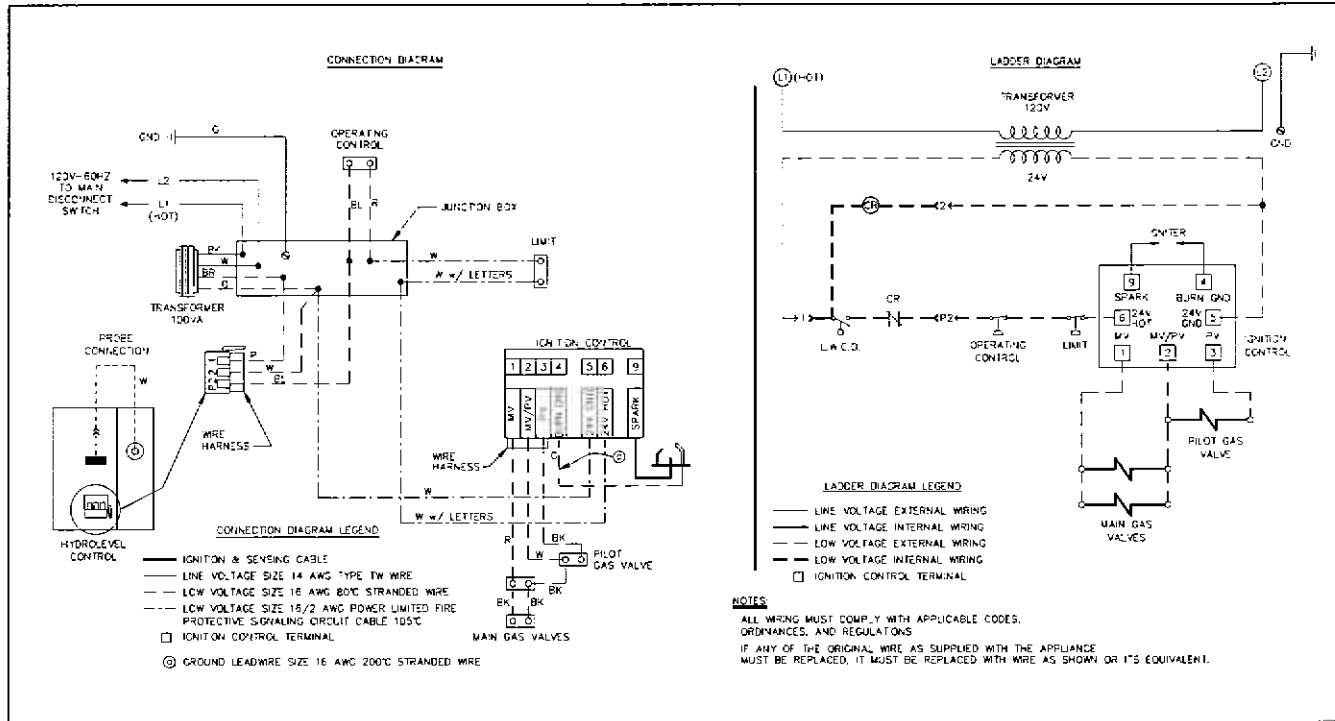 CONNECTION DIAGRAM
GND
G
OPERATING
CONTROL
120V-60HZ
TO MAIN
DISCONNECT
SWITCH
L2
L1
(HOT)
BL
R
JUNCTION BOX
LIMIT
BK
W
BR
W
W w/ LETTERS
TRANSFORMER
100VA
PROBE
CONNECTION
W
W
BL
WIRE
HARNESS
HYDROLEVEL
CONTROL
IGNITION CONTROL
1 2 3 4 5 6 9
MV
MV/PV
24V HOT
SPARK
WIRE
HARNESS
G
W
W w/ LETTERS
R
W
BK
BK
PILOT
GAS VALVE
BK
BK
BK
MAIN GAS VALVES
CONNECTION DIAGRAM LEGEND
IGNITION & SENSING CABLE
LINE VOLTAGE SIZE 14 AWG TYPE TW WIRE
LOW VOLTAGE SIZE 16 AWG 80°C STRANDED WIRE
LOW VOLTAGE SIZE 16/2 AWG POWER LIMITED FIRE
PROTECTIVE SIGNALING CIRCUIT CABLE 105°C
IGNITION CONTROL TERMINAL
GROUND LEADWIRE SIZE 16 AWG 200°C STRANDED WIRE
LADDER DIAGRAM
L1 (HOT)
L2
TRANSFORMER
120V
24V
GND
CR
2
IGNITER
9
4
SPARK
BURN GND
6
24V
HOT
24V
GND
5
MV
MV/PV
PV
1
2
3
IGNITION
CONTROL
1
L.W.C.O.
CR
P2
OPERATING
CONTROL
LIMIT
PILOT GAS
VALVE
MAIN GAS
VALVES
LADDER DIAGRAM LEGEND
LINE VOLTAGE EXTERNAL WIRING
LINE VOLTAGE INTERNAL WIRING
LOW VOLTAGE EXTERNAL WIRING
LOW VOLTAGE INTERNAL WIRING
IGNITION CONTROL TERMINAL
NOTES:
ALL WIRING MUST COMPLY WITH APPLICABLE CODES,
ORDINANCES, AND REGULATIONS
IF ANY OF THE ORIGINAL WIRE AS SUPPLIED WITH THE APPLIANCE
MUST BE REPLACED, IT MUST BE REPLACED WITH WIRE AS SHOWN OR ITS EQUIVALENT.